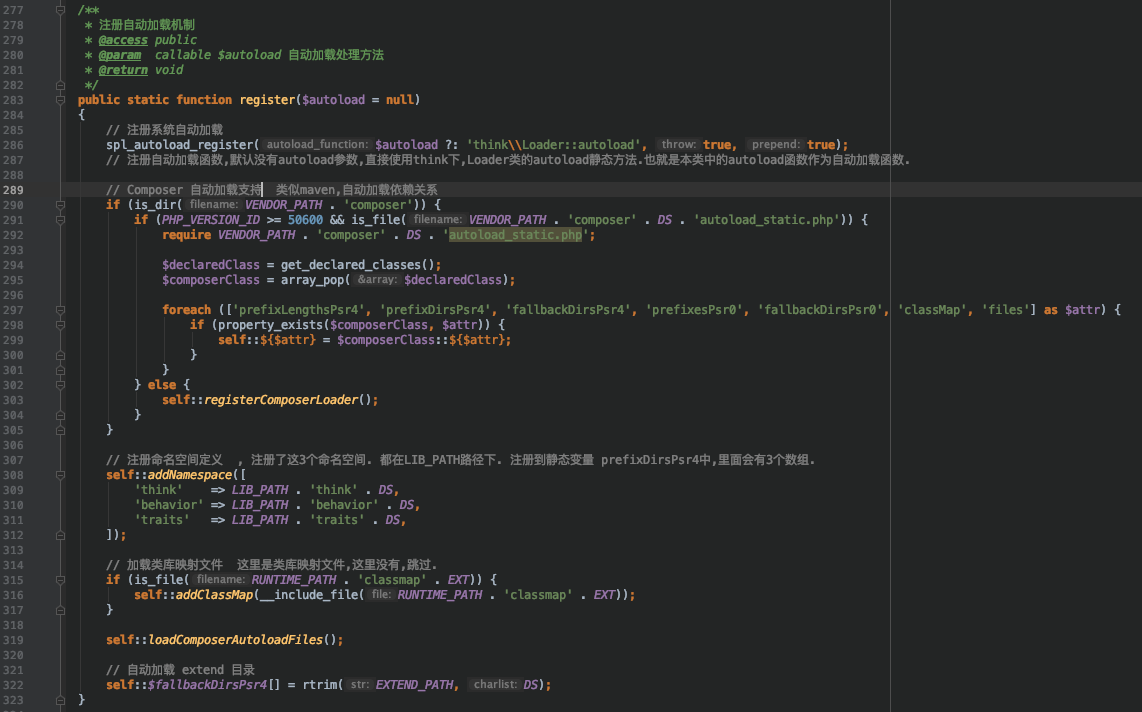 277 /**
278 * 注册自动加载机制
279 * @access public
280 * @param callable $autoload 自动加载处理方法
281 * @return void
282 */
283 public static function register($autoload = null)
284 {
285 // 注册系统自动加载
286 spl_autoload_register( autoload_function: $autoload ?: 'think\\Loader::autoload', throw: true, prepend: true);
287 // 注册自动加载函数,默认没有autoload参数,直接使用think下,Loader类的autoload静态方法.也就是本类中的autoload函数作为自动加载函数.
288
289 // Composer 自动加载支持 类似maven,自动加载依赖关系
290 if (is_dir( filename: VENDOR_PATH . 'composer')) {
291 if (PHP_VERSION_ID >= 50600 && is_file( filename: VENDOR_PATH . 'composer' . DS . 'autoload_static.php')) {
292 require VENDOR_PATH . 'composer' . DS . 'autoload_static.php';
293
294 $declaredClass = get_declared_classes();
295 $composerClass = array_pop( &array: $declaredClass);
296
297 foreach (['prefixLengthsPsr4', 'prefixDirsPsr4', 'fallbackDirsPsr4', 'prefixesPsr0', 'fallbackDirsPsr0', 'classMap', 'files'] as $attr) {
298 if (property_exists($composerClass, $attr)) {
299 self::${$attr} = $composerClass::${$attr};
300 }
301 }
302 } else {
303 self::registerComposerLoader();
304 }
305 }
306
307 // 注册命名空间定义 , 注册了这3个命名空间. 都在LIB_PATH路径下. 注册到静态变量 prefixDirsPsr4中,里面会有3个数组.
308 self::addNamespace([
309 'think' => LIB_PATH . 'think' . DS,
310 'behavior' => LIB_PATH . 'behavior' . DS,
311 'traits' => LIB_PATH . 'traits' . DS,
312 ]);
313
314 // 加载类库映射文件 这里是类库映射文件,这里没有,跳过.
315 if (is_file( filename: RUNTIME_PATH . 'classmap' . EXT)) {
316 self::addClassMap(__include_file( file: RUNTIME_PATH . 'classmap' . EXT));
317 }
318
319 self::loadComposerAutoloadFiles();
320
321 // 自动加载 extend 目录
322 self::$fallbackDirsPsr4[] = rtrim( str: EXTEND_PATH, charlist: DS);
323 }